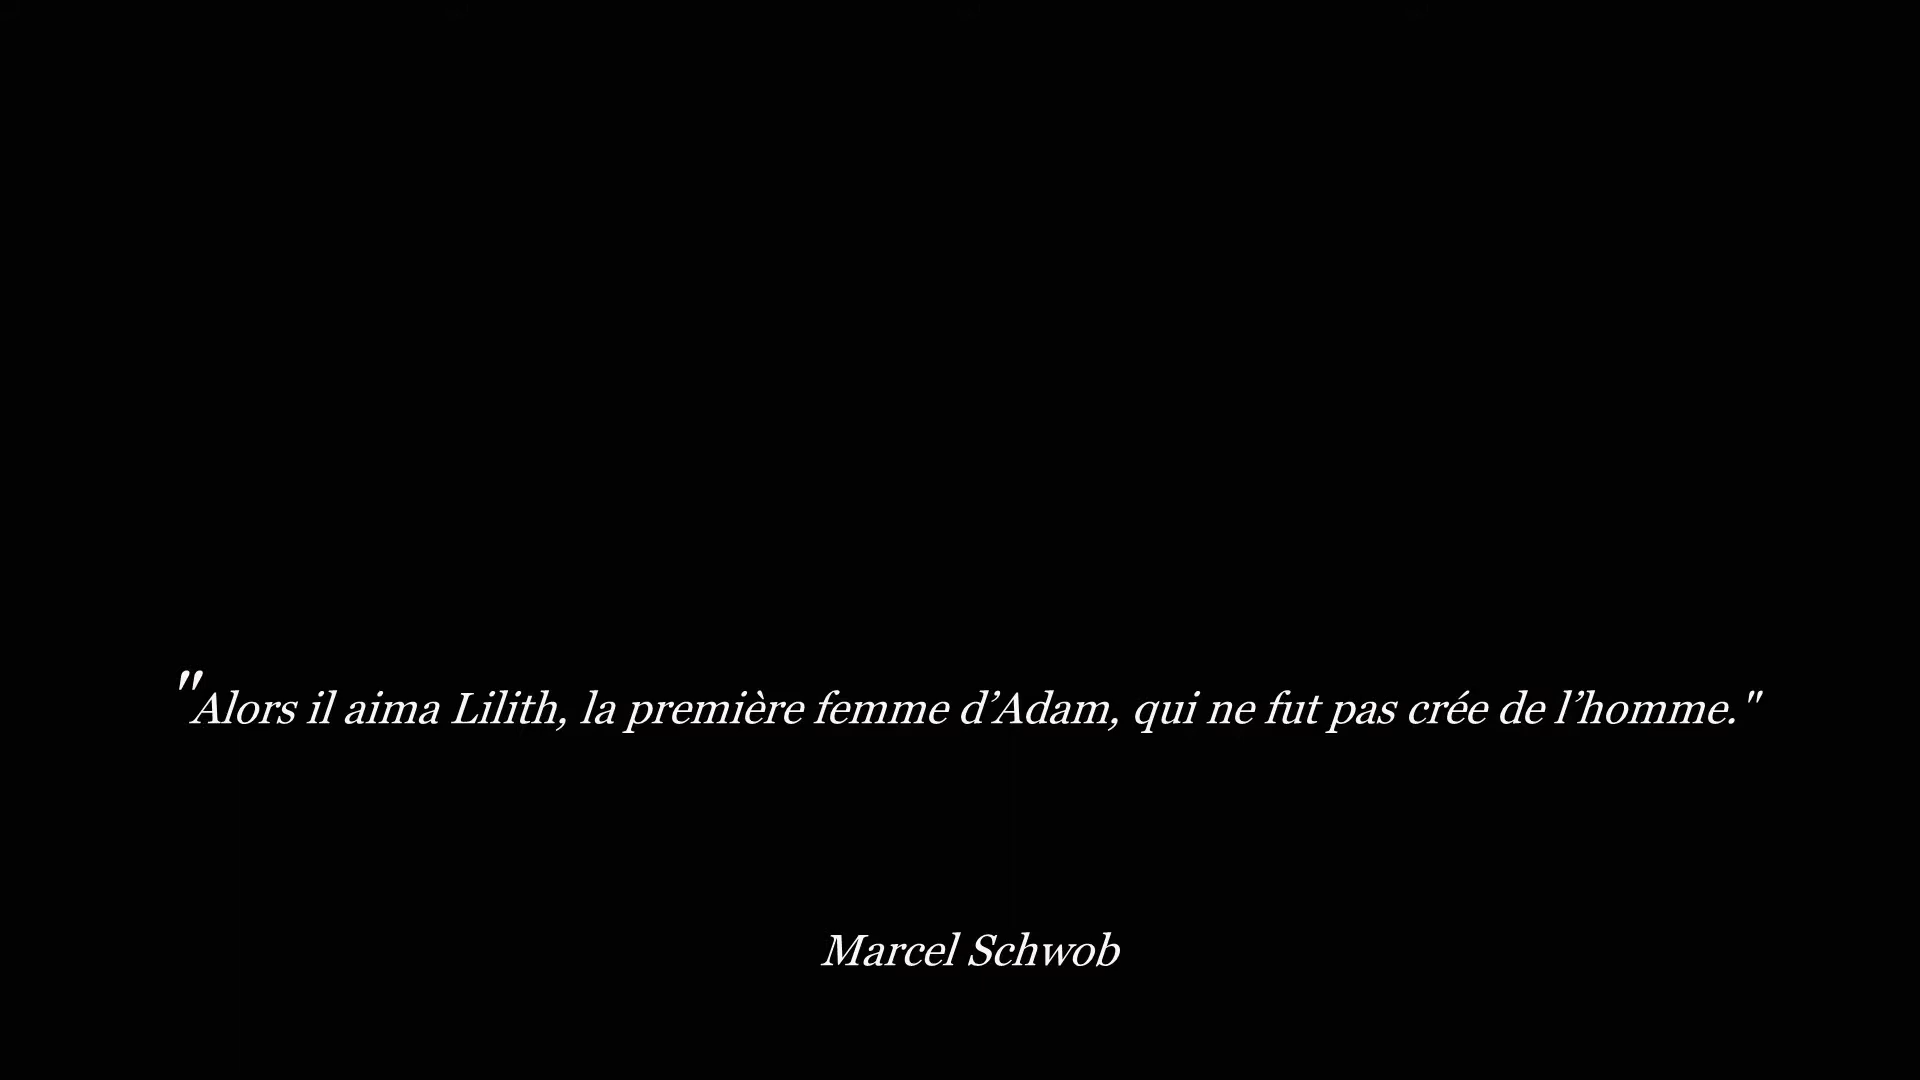 "Alors il aima Lilith, la première femme d’Adam, qui ne fut pas crée de l’homme."
Marcel Schwob